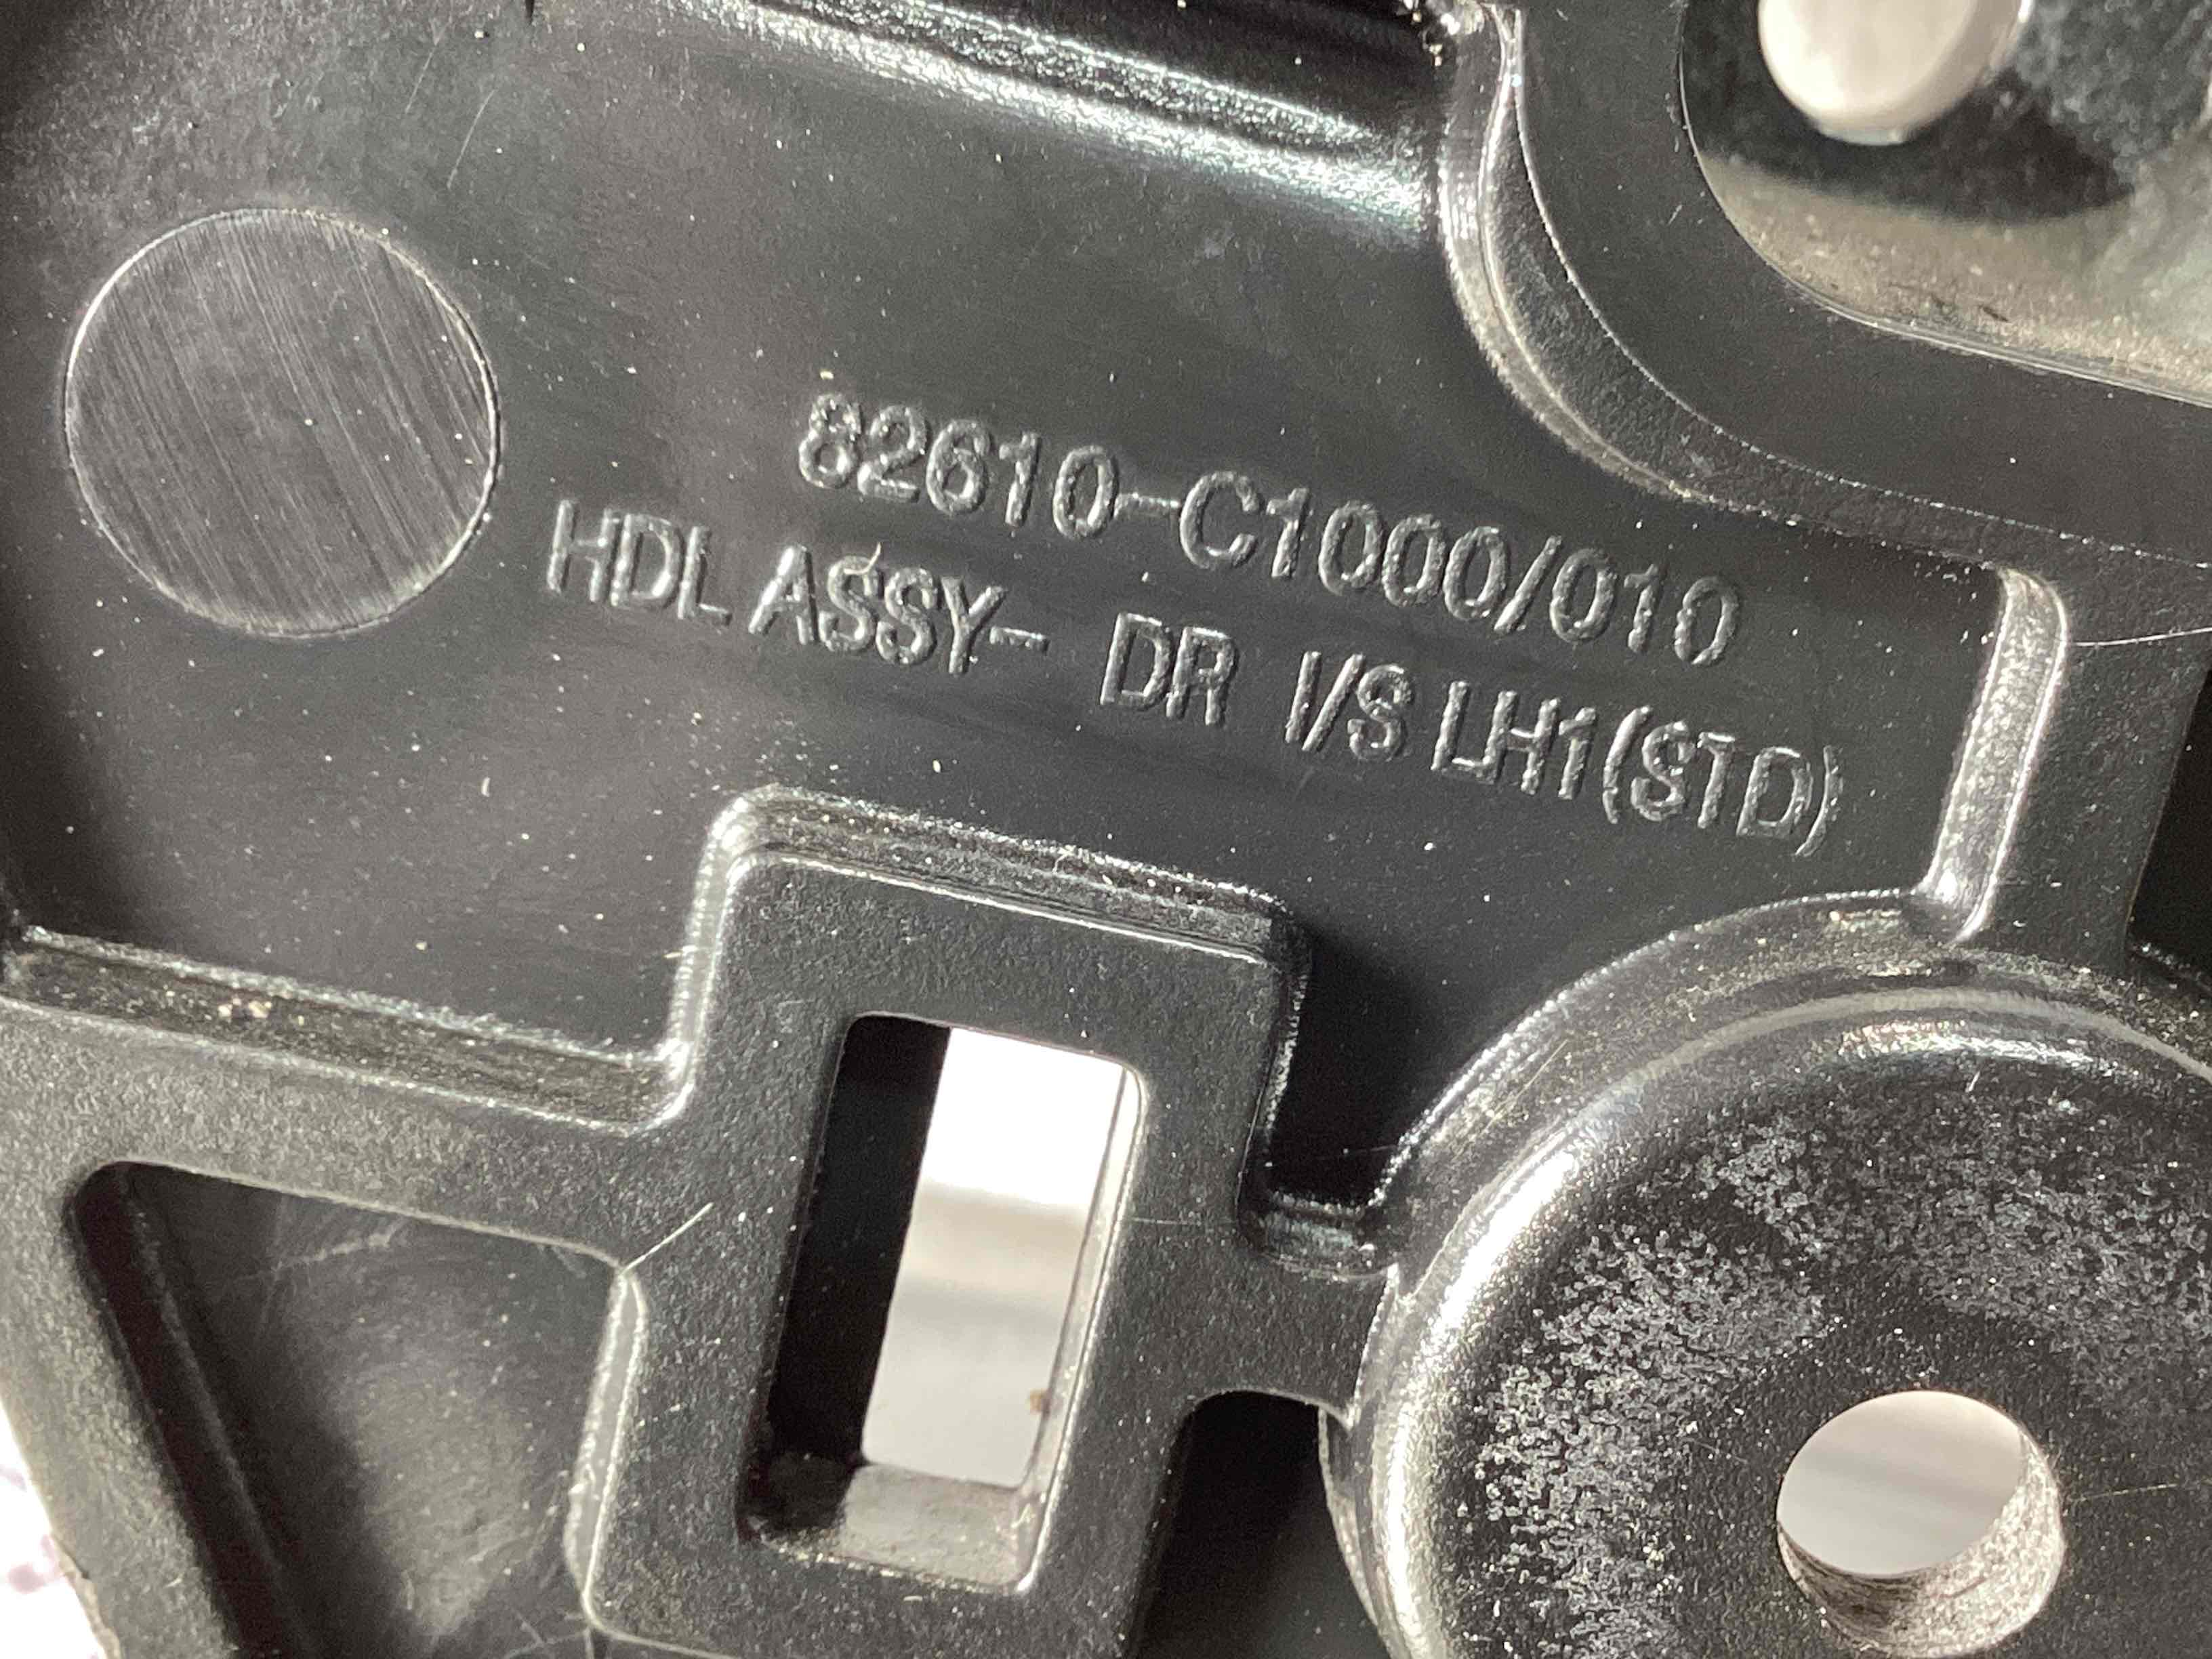 82610-C1000/010
HDL ASSY- DR I/S LH1(STD)